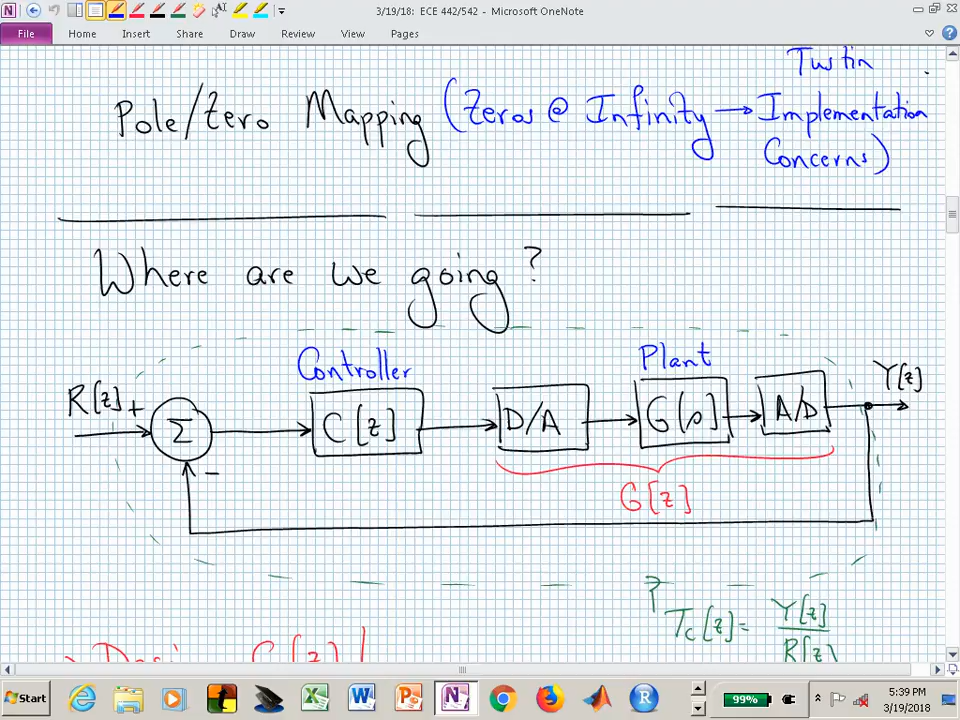 3/19/18: ECE 442/542 - Microsoft OneNote
File Home Insert Share Draw Review View Pages
Tustin
Pole/Zero Mapping (Zeros @ Infinity → Implementation
Concerns)
Where are we going?
Controller
Plant
R[z]
+
Σ
-
C[z]
D/A
G(s)
A/D
Y[z]
G[z]
Tc[z] = Y[z]
R[z]
C[z]
Start
99%
5:39 PM
3/19/2018